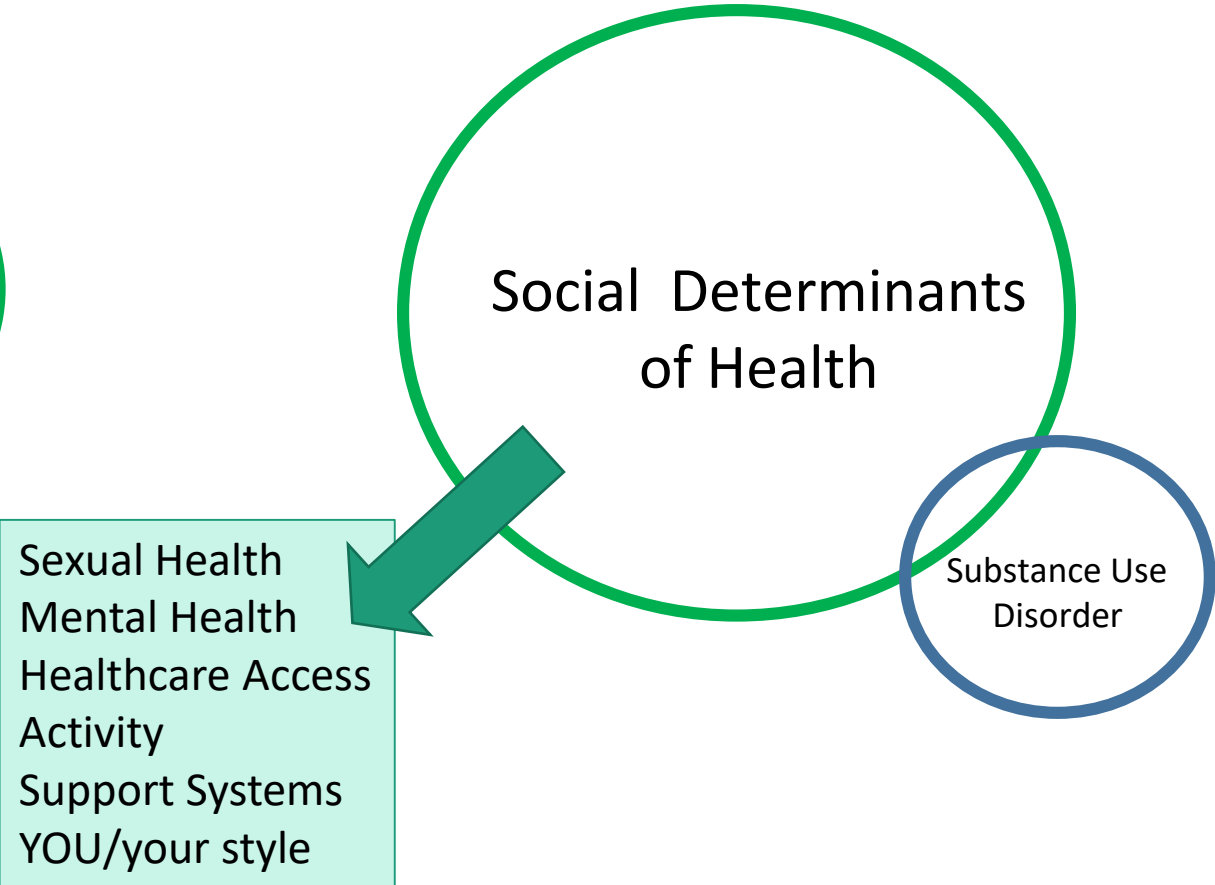 Social  Determinants
of Health
Substance Use
Disorder
Sexual Health
Mental Health
Healthcare Access
Activity
Support Systems
YOU/your style